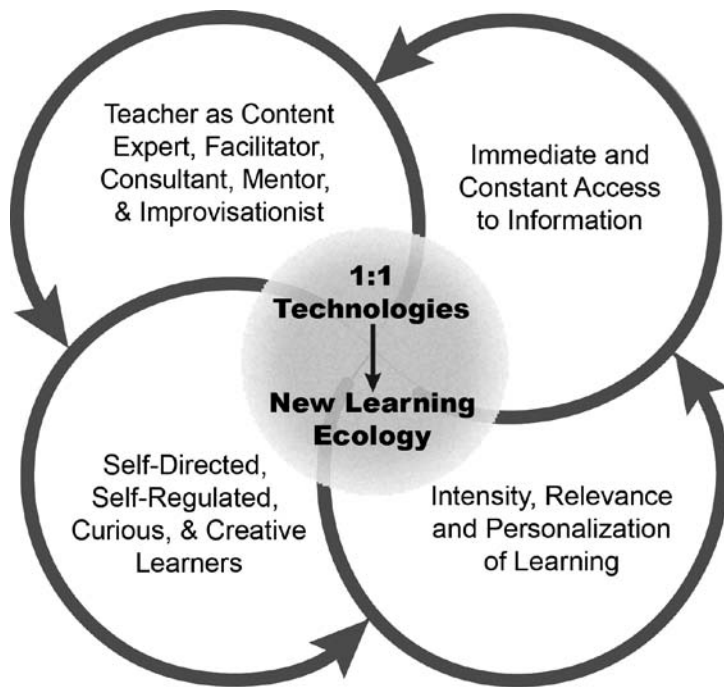 Teacher as Content
Expert, Facilitator,
Consultant, Mentor,
& Improvisationist
Immediate and
Constant Access
to Information
1:1
Technologies
New Learning
Ecology
Self-Directed,
Self-Regulated,
Curious, & Creative
Learners
Intensity, Relevance
and Personalization
of Learning